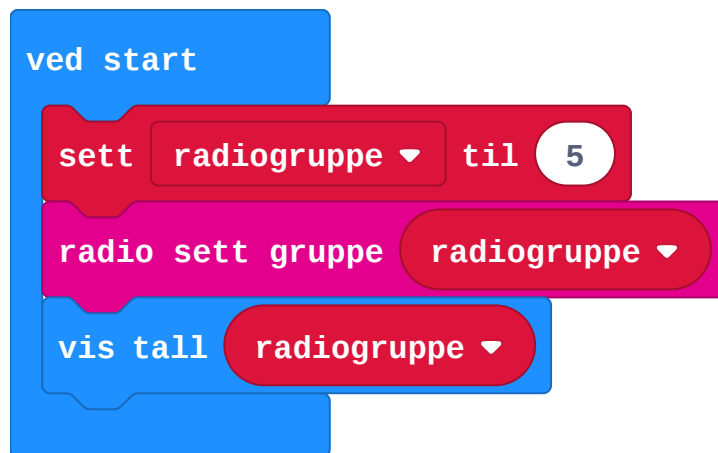 ved start
sett radiogruppe til 5
radio sett gruppe radiogruppe
vis tall radiogruppe